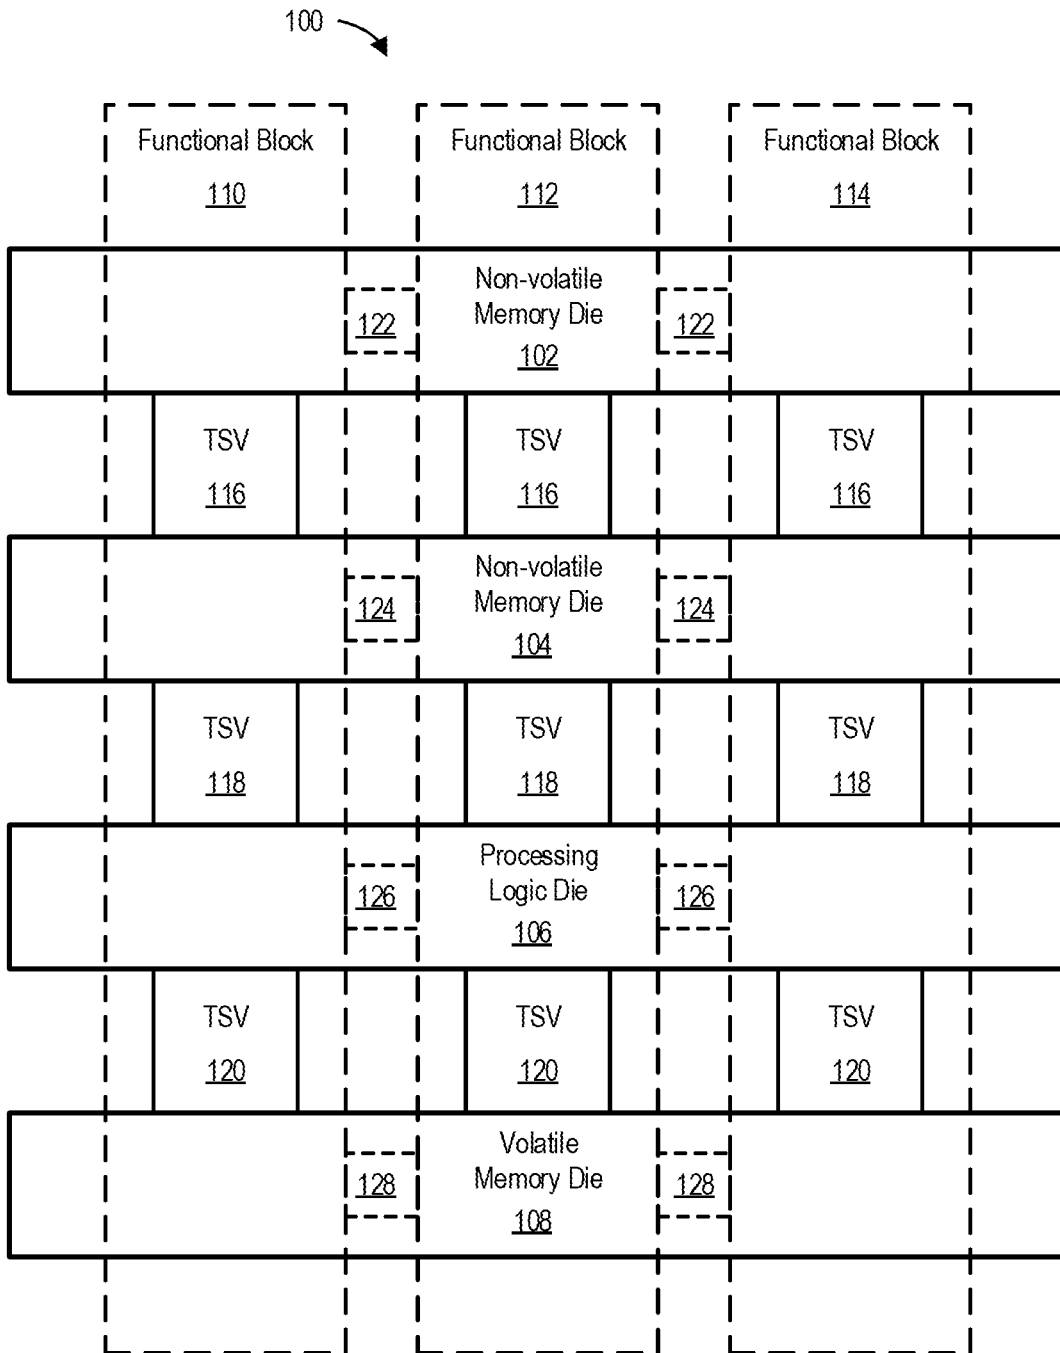 100
Functional Block
110
Functional Block
112
Functional Block
114
Non-volatile
Memory Die
102
122
122
TSV
116
TSV
116
TSV
116
Non-volatile
Memory Die
104
124
124
TSV
118
TSV
118
TSV
118
Processing
Logic Die
106
126
126
TSV
120
TSV
120
TSV
120
Volatile
Memory Die
108
128
128